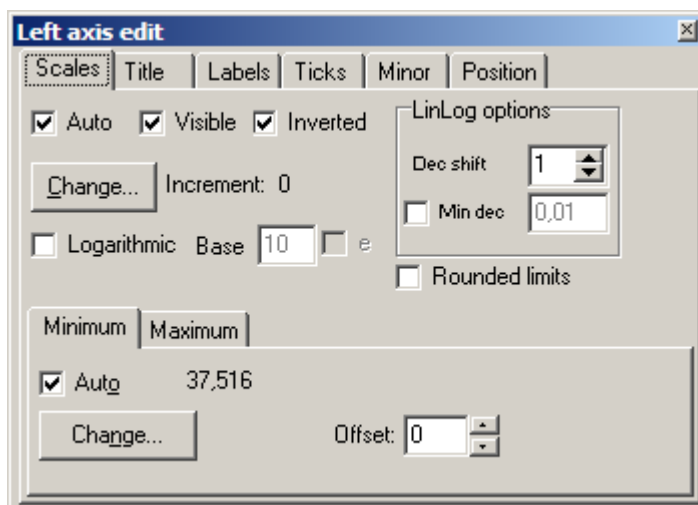 Left axis edit
Scales Title Labels Ticks Minor Position
Auto Visible Inverted
LinLog options
Dec shift 1
Change... Increment: 0
Min dec 0,01
Logarithmic Base 10 e
Rounded limits
Minimum Maximum
Auto 37,516
Change... Offset: 0